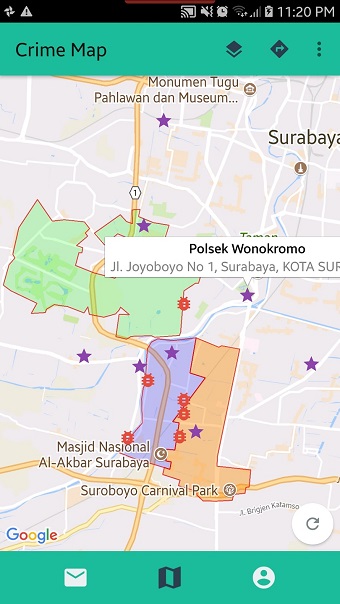 11:20 PM
Crime Map
Monumen Tugu
Pahlawan dan Museum...
Surabaya
1
Taman
Polsek Wonokromo
Jl. Joyoboyo No 1, Surabaya, KOTA SUR
Masjid Nasional
Al-Akbar Surabaya
Suroboyo Carnival Park
Jl. Brigjen Katamso
Google